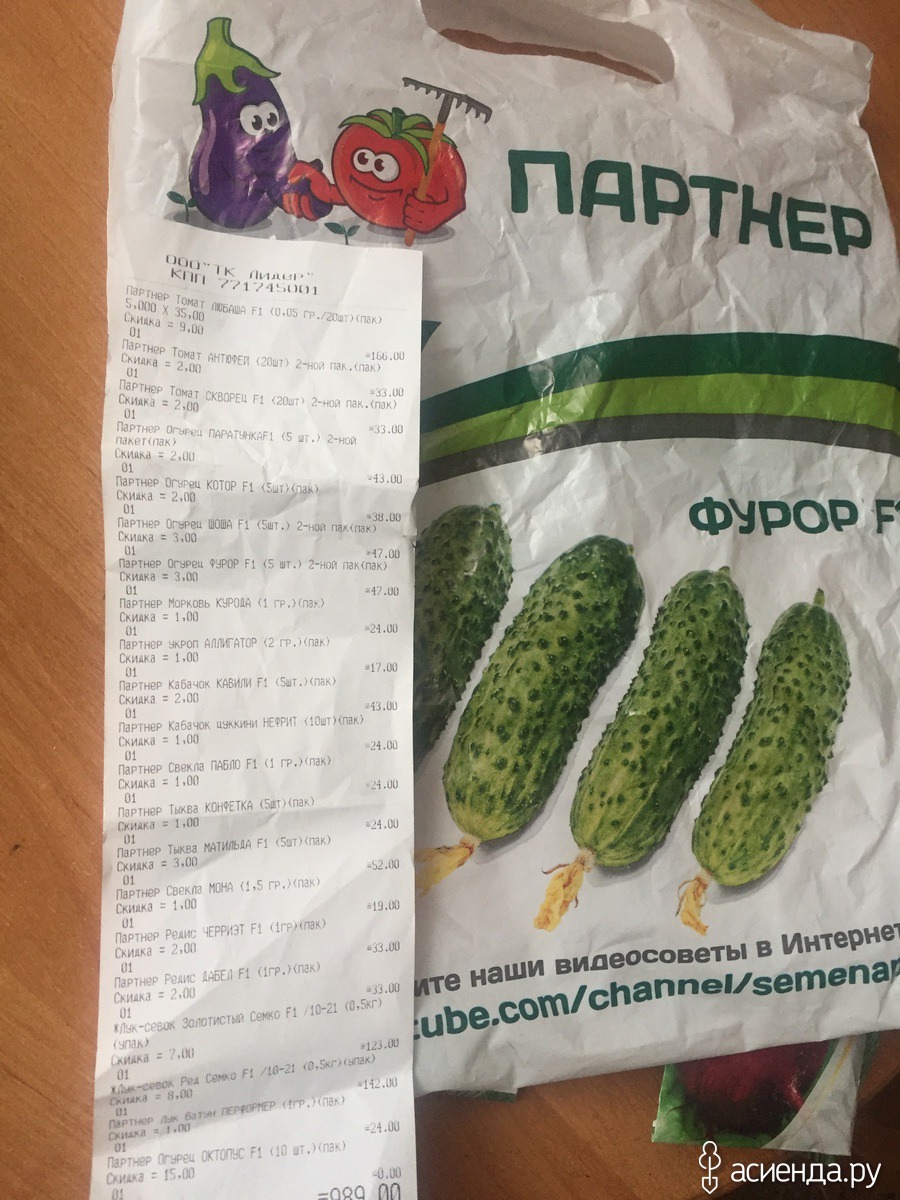 ПАРТНЕР
ФУРОР F1
ите наши видеосоветы в Интернет
tube.com/channel/semenap
ООО"ТК Лидер"
КПП 771745001
Партнер Томат ЛЮБАША F1 (0,05 ГР./20шт)(пак)
5,000 X 35,00
Скидка = 9,00
01 =166.00
Партнер Томат АНТЮФЕЙ (20шт) 2-ной пак.(пак)
Скидка = 2,00
01 =33.00
Партнер Томат СКВОРЕЦ F1 (20шт) 2-ной пак.(пак)
Скидка = 2,00
01 =33.00
Партнер Огурец ПАРАТУНКАF1 (5 шт.) 2-ной
пакет(пак)
Скидка = 2,00
01 =43.00
Партнер Огурец КОТОР F1 (5шт)(пак)
Скидка = 2,00
01 =38.00
Партнер Огурец ШОША F1 (5шт.) 2-ной пак(пак)
Скидка = 3,00
01 =47.00
Партнер Огурец ФУРОР F1 (5 шт.) 2-ной пак(пак)
Скидка = 3,00
01 =47.00
Партнер Морковь КУРОДА (1 гр.)(пак)
Скидка = 1,00
01 =24.00
Партнер укроп АЛЛИГАТОР (2 гр.)(пак)
Скидка = 1,00
01 =17.00
Партнер Кабачок КАВИЛИ F1 (5шт.)(пак)
Скидка = 2,00
01 =43.00
Партнер Кабачок цуккини НЕФРИТ (10шт)(пак)
Скидка = 1,00
01 =24.00
Партнер Свекла ПАБЛО F1 (1 гр.)(пак)
Скидка = 1,00
01 =24.00
Партнер Тыква КОНФЕТКА (5шт)(пак)
Скидка = 1,00
01 =24.00
Партнер Тыква МАТИЛЬДА F1 (5шт)(пак)
Скидка = 3,00
01 =52.00
Партнер Свекла МОНА (1,5 гр.)(пак)
Скидка = 1,00
01 =19.00
Партнер Редис ЧЕРРИЭТ F1 (1гр)(пак)
Скидка = 2,00
01 =33.00
Партнер Редис ДАБЕЛ F1 (1гр.)(пак)
Скидка = 2,00
01 =33.00
*Лук-севок Золотистый Семко F1 /10-21 (0,5кг)
(упак)
Скидка = 7,00
01 =123.00
*Лук-севок Ред Семко F1 /10-21 (0,5кг)(упак)
Скидка = 8,00
01 =142.00
Партнер Лук батун ПЕРФОРМЕР (1гр.)(пак)
Скидка = 1,00
01 =24.00
Партнер Огурец ОКТОПУС F1 (10 шт.)(пак)
Скидка = 15,00
01 =0.00
=989.00
асиенда.ру